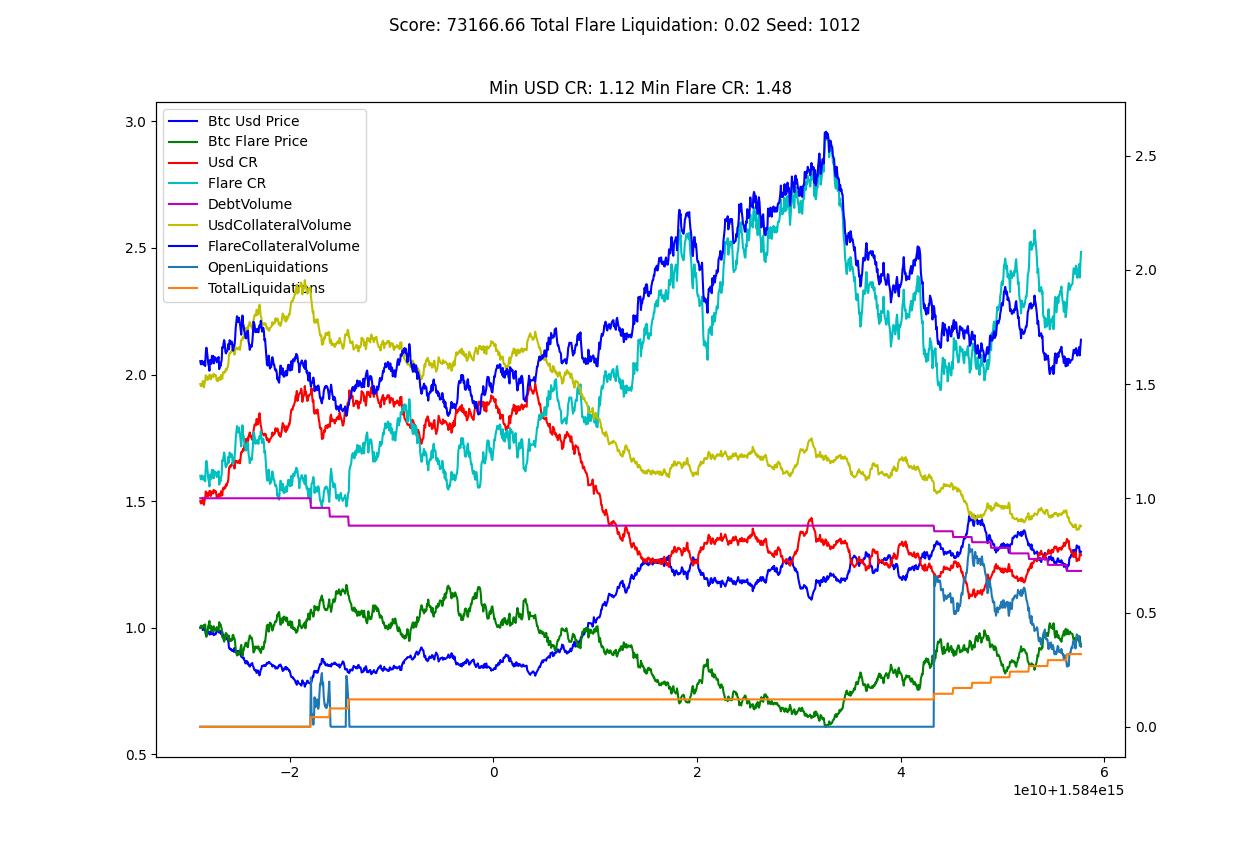 Score: 73166.66 Total Flare Liquidation: 0.02 Seed: 1012
Min USD CR: 1.12 Min Flare CR: 1.48
Btc Usd Price
Btc Flare Price
Usd CR
Flare CR
DebtVolume
UsdCollateralVolume
FlareCollateralVolume
OpenLiquidations
TotalLiquidations
3.0
2.5
2.0
1.5
1.0
0.5
2.5
2.0
1.5
1.0
0.5
0.0
−2
0
2
4
6
1e10+1.584e15